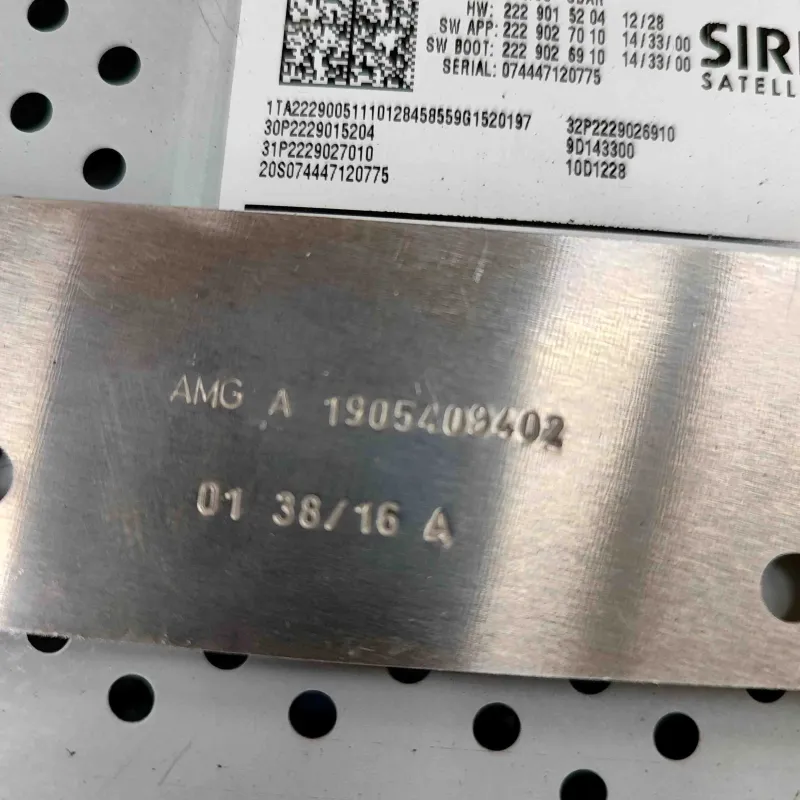 HW: 222 901 52 04 12/28
SW APP: 222 902 70 10 14/33/00
SW BOOT: 222 902 69 10 14/33/00
SERIAL: 074447120775
SATELL
1TA22290051110128458559G1520197
30P2229015204 32P2229026910
31P2229027010 9D143300
20S074447120775 10D1228
AMG A 1905409402
01 38/16 A